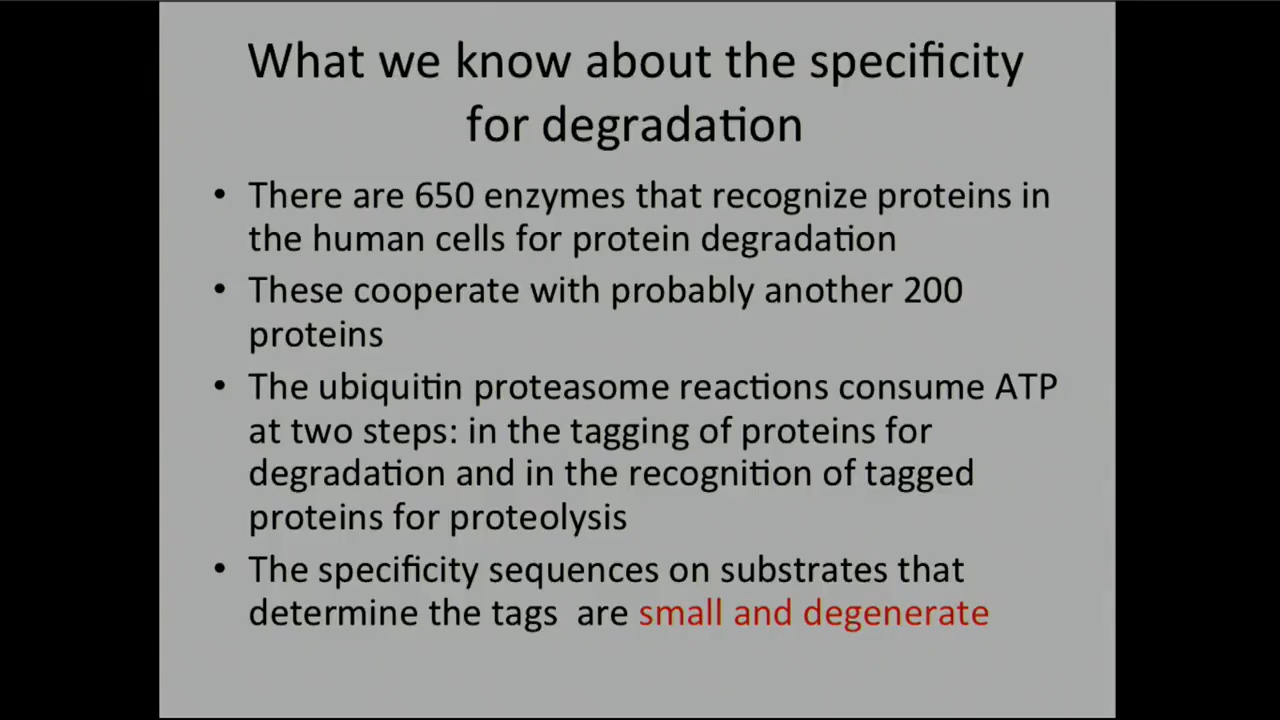 What we know about the specificity
for degradation
• There are 650 enzymes that recognize proteins in
the human cells for protein degradation
• These cooperate with probably another 200
proteins
• The ubiquitin proteasome reactions consume ATP
at two steps: in the tagging of proteins for
degradation and in the recognition of tagged
proteins for proteolysis
• The specificity sequences on substrates that
determine the tags  are small and degenerate